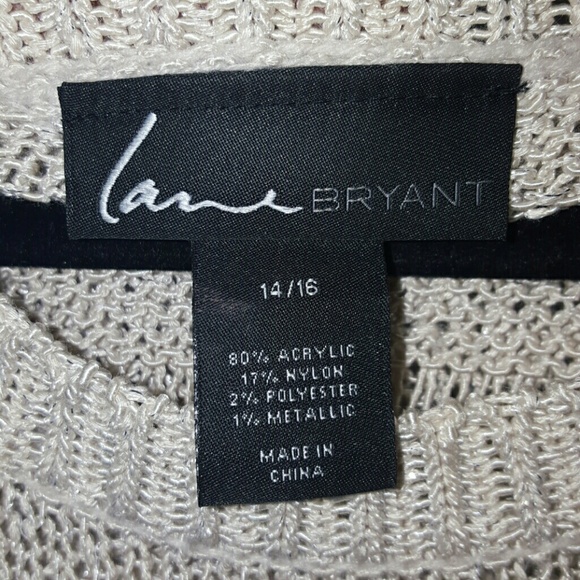 lane BRYANT
14/16
80% ACRYLIC
17% NYLON
2% POLYESTER
1% METALLIC
MADE IN
CHINA